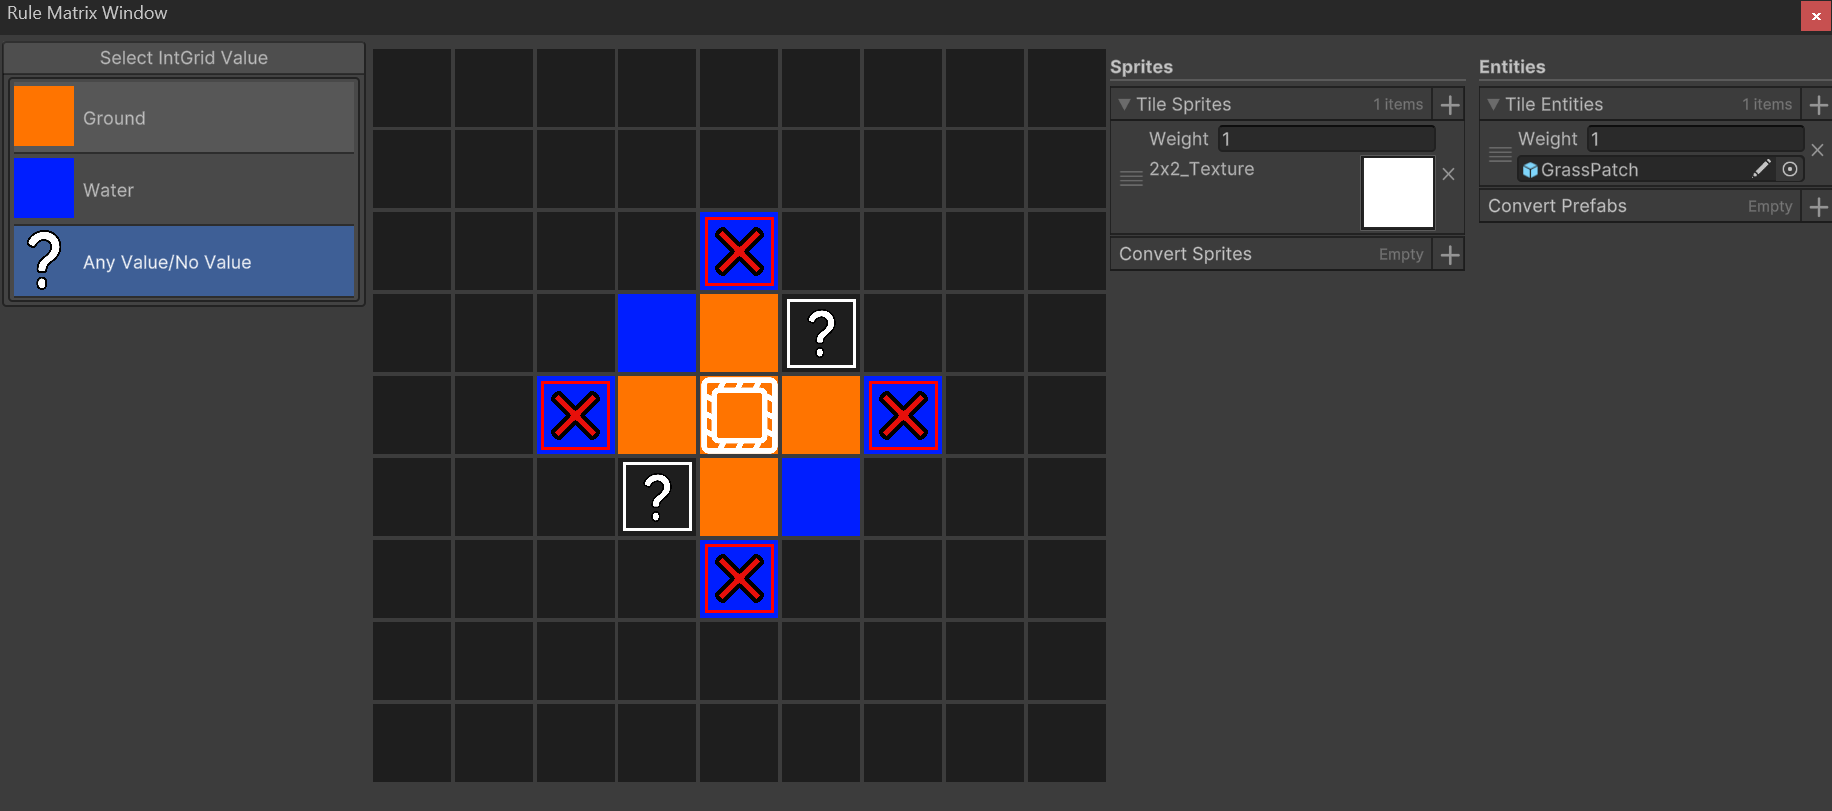 Rule Matrix Window
Select IntGrid Value
Ground
Water
? Any Value/No Value
?
?
Sprites
Tile Sprites 1 items +
Weight 1
2x2_Texture
Convert Sprites Empty +
Entities
Tile Entities 1 items +
Weight 1
GrassPatch
Convert Prefabs Empty +